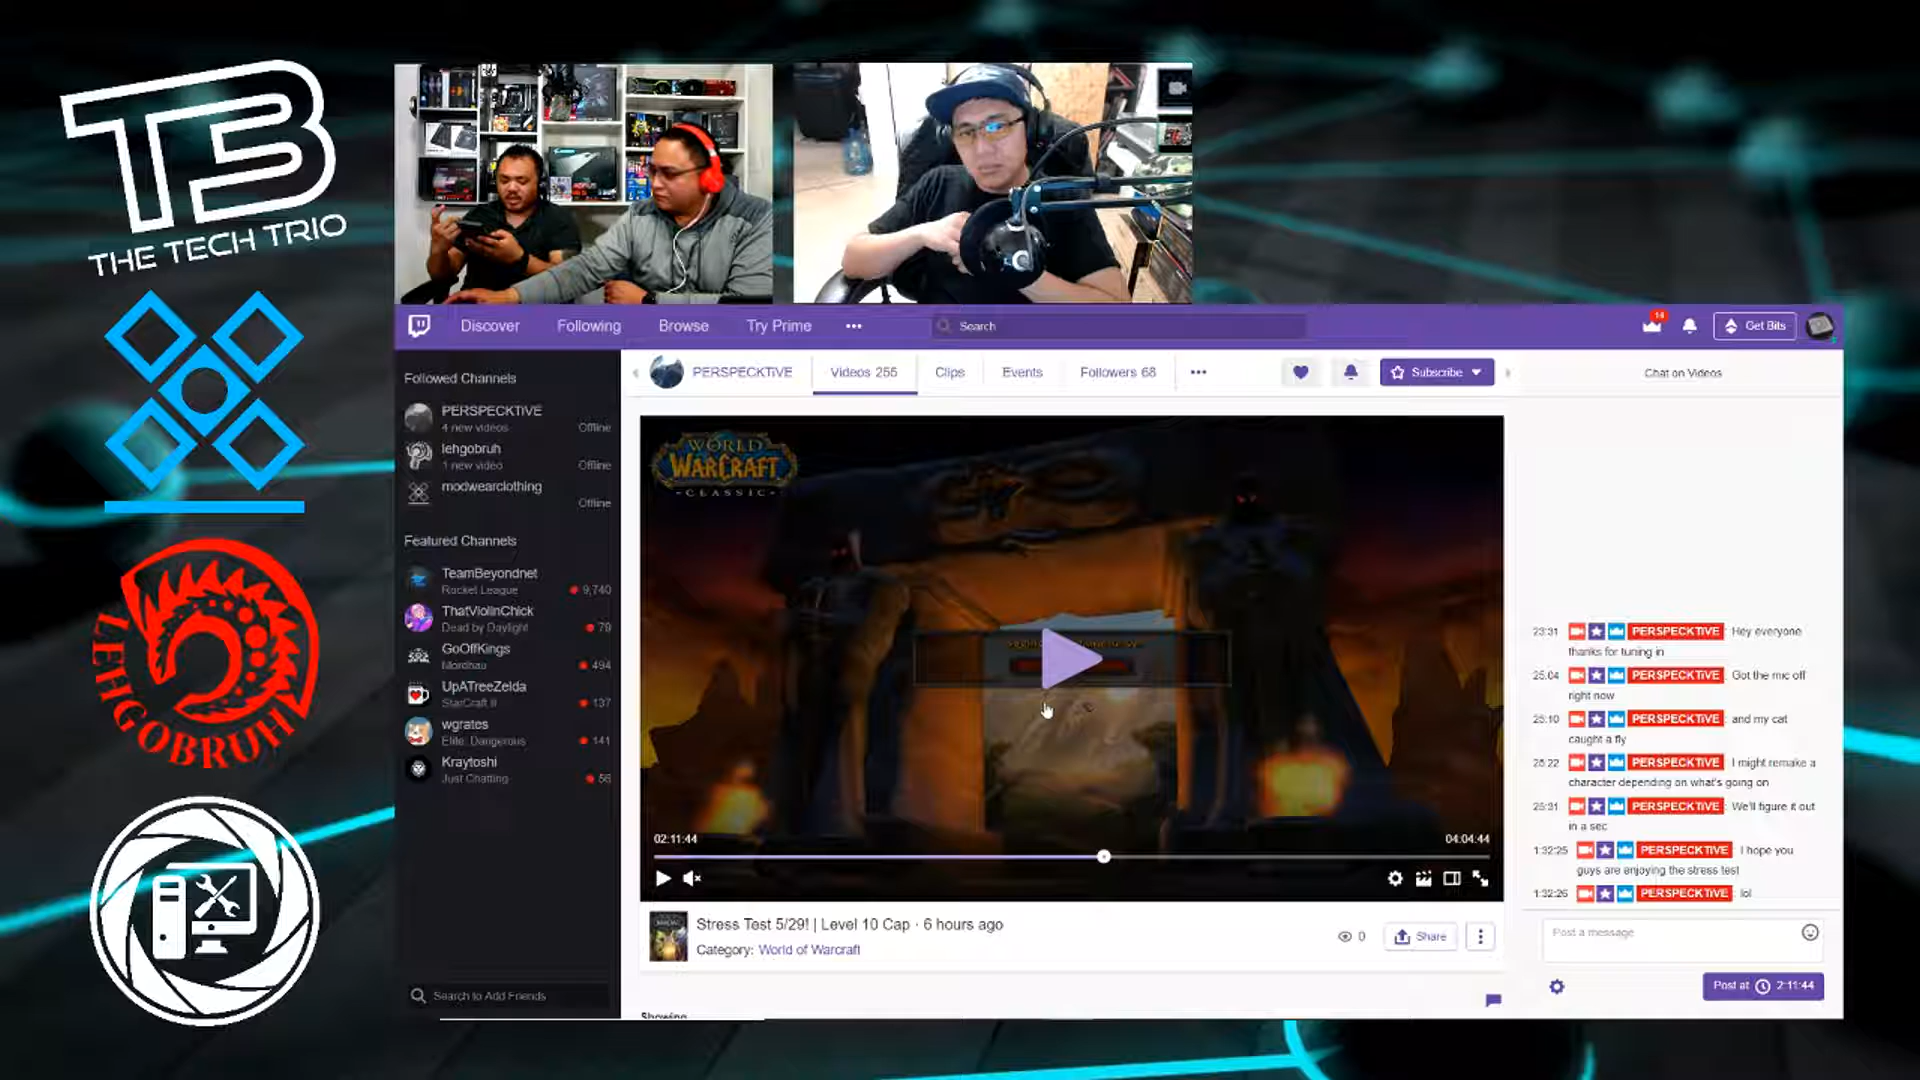 TB
THE TECH TRIO
LEHGOBRUH
Discover
Following
Browse
Try Prime
Search
14
Get Bits
Followed Channels
PERSPECKTiVE
4 new videos
Offline
lehgobruh
1 new video
Offline
modwearclothing
Offline
Featured Channels
TeamBeyondnet
Rocket League
9,740
ThatViolinChick
Dead by Daylight
79
GoOffKings
Mordhau
494
UpATreeZelda
StarCraft II
137
wgrates
Elite: Dangerous
141
Kraytoshi
Just Chatting
56
Search to Add Friends
PERSPECKTiVE
Videos 255
Clips
Events
Followers 68
Subscribe
WORLD
WARCRAFT
CLASSIC
02:11:44
04:04:44
Stress Test 5/29! | Level 10 Cap · 6 hours ago
Category: World of Warcraft
0
Share
Showing
Chat on Videos
23:31 PERSPECKTiVE Hey everyone
thanks for tuning in
25:04 PERSPECKTiVE Got the mic off
right now
25:10 PERSPECKTiVE and my cat
caught a fly
25:22 PERSPECKTiVE I might remake a
character depending on what's going on
25:31 PERSPECKTiVE We'll figure it out
in a sec
1:32:25 PERSPECKTiVE I hope you
guys are enjoying the stress test
1:32:26 PERSPECKTiVE lol
Post a message
Post at 2:11:44